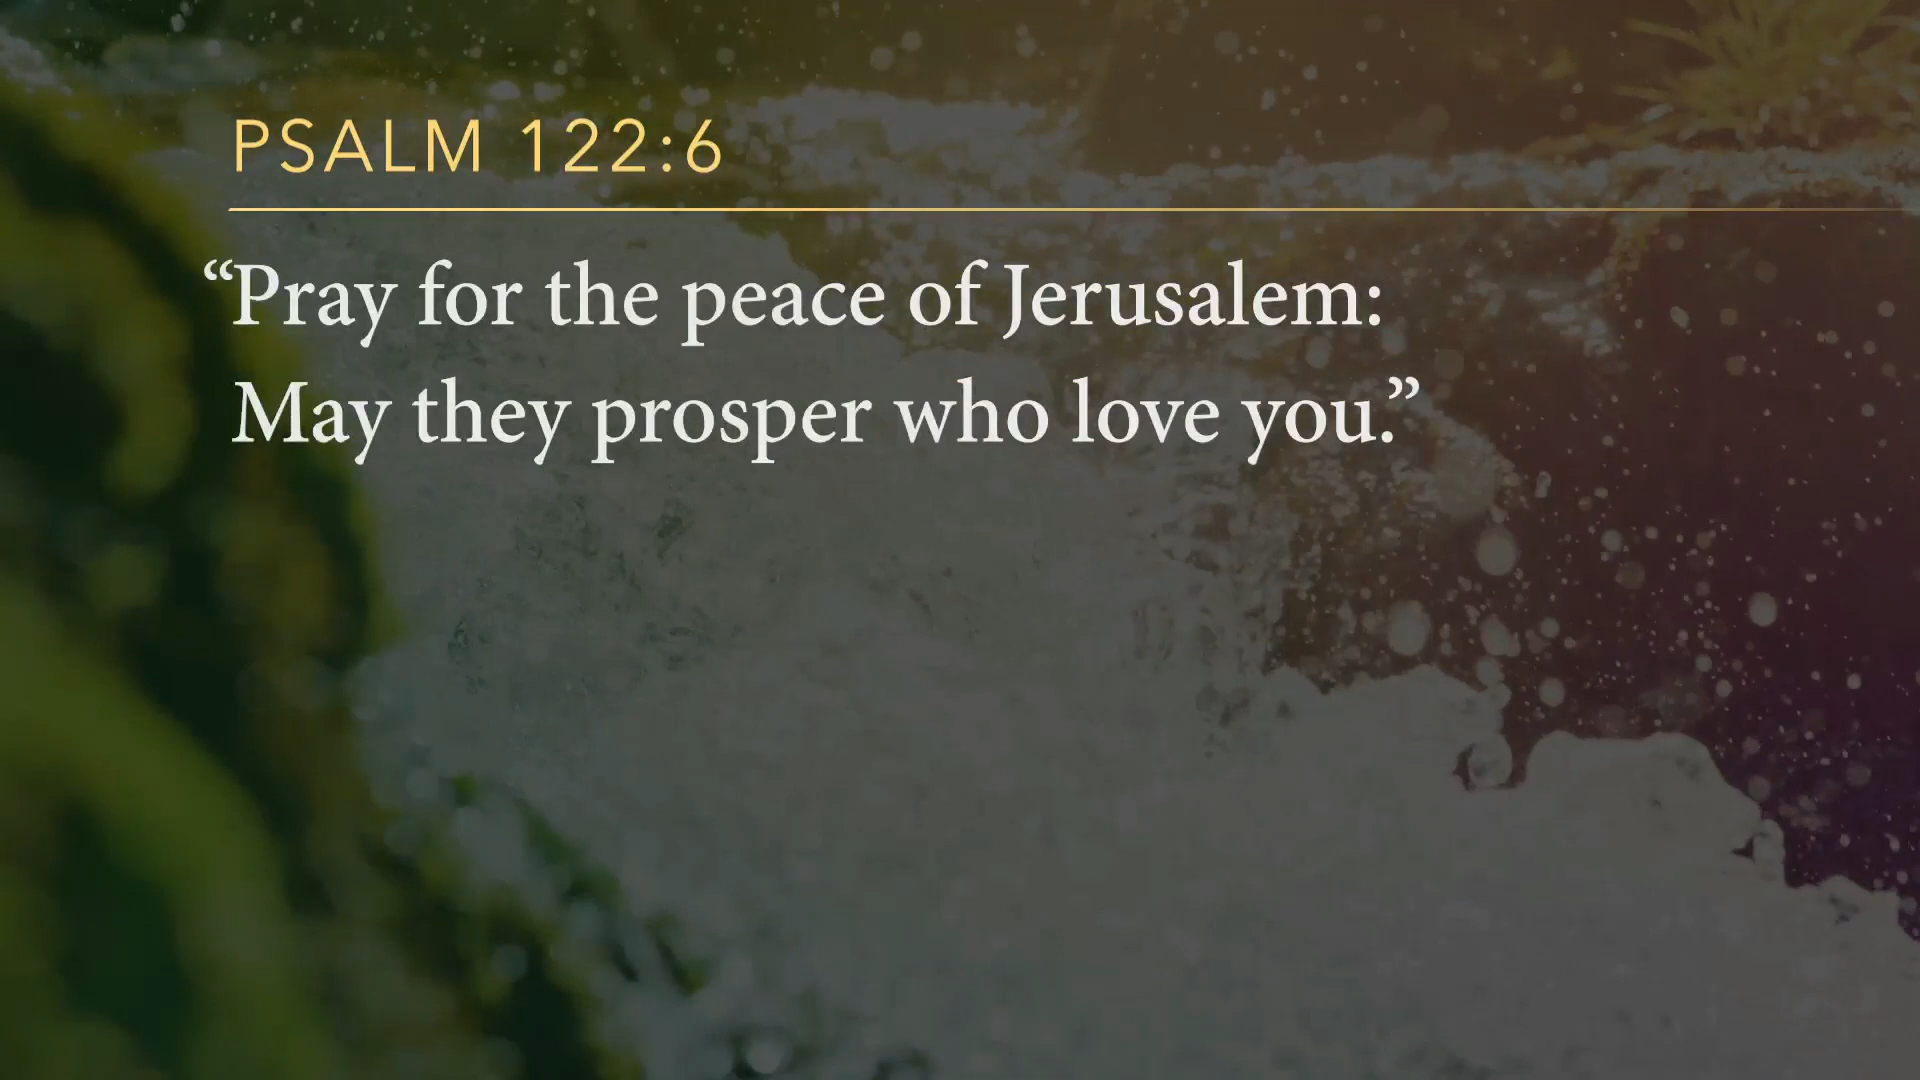 PSALM 122:6
“Pray for the peace of Jerusalem:
May they prosper who love you.”